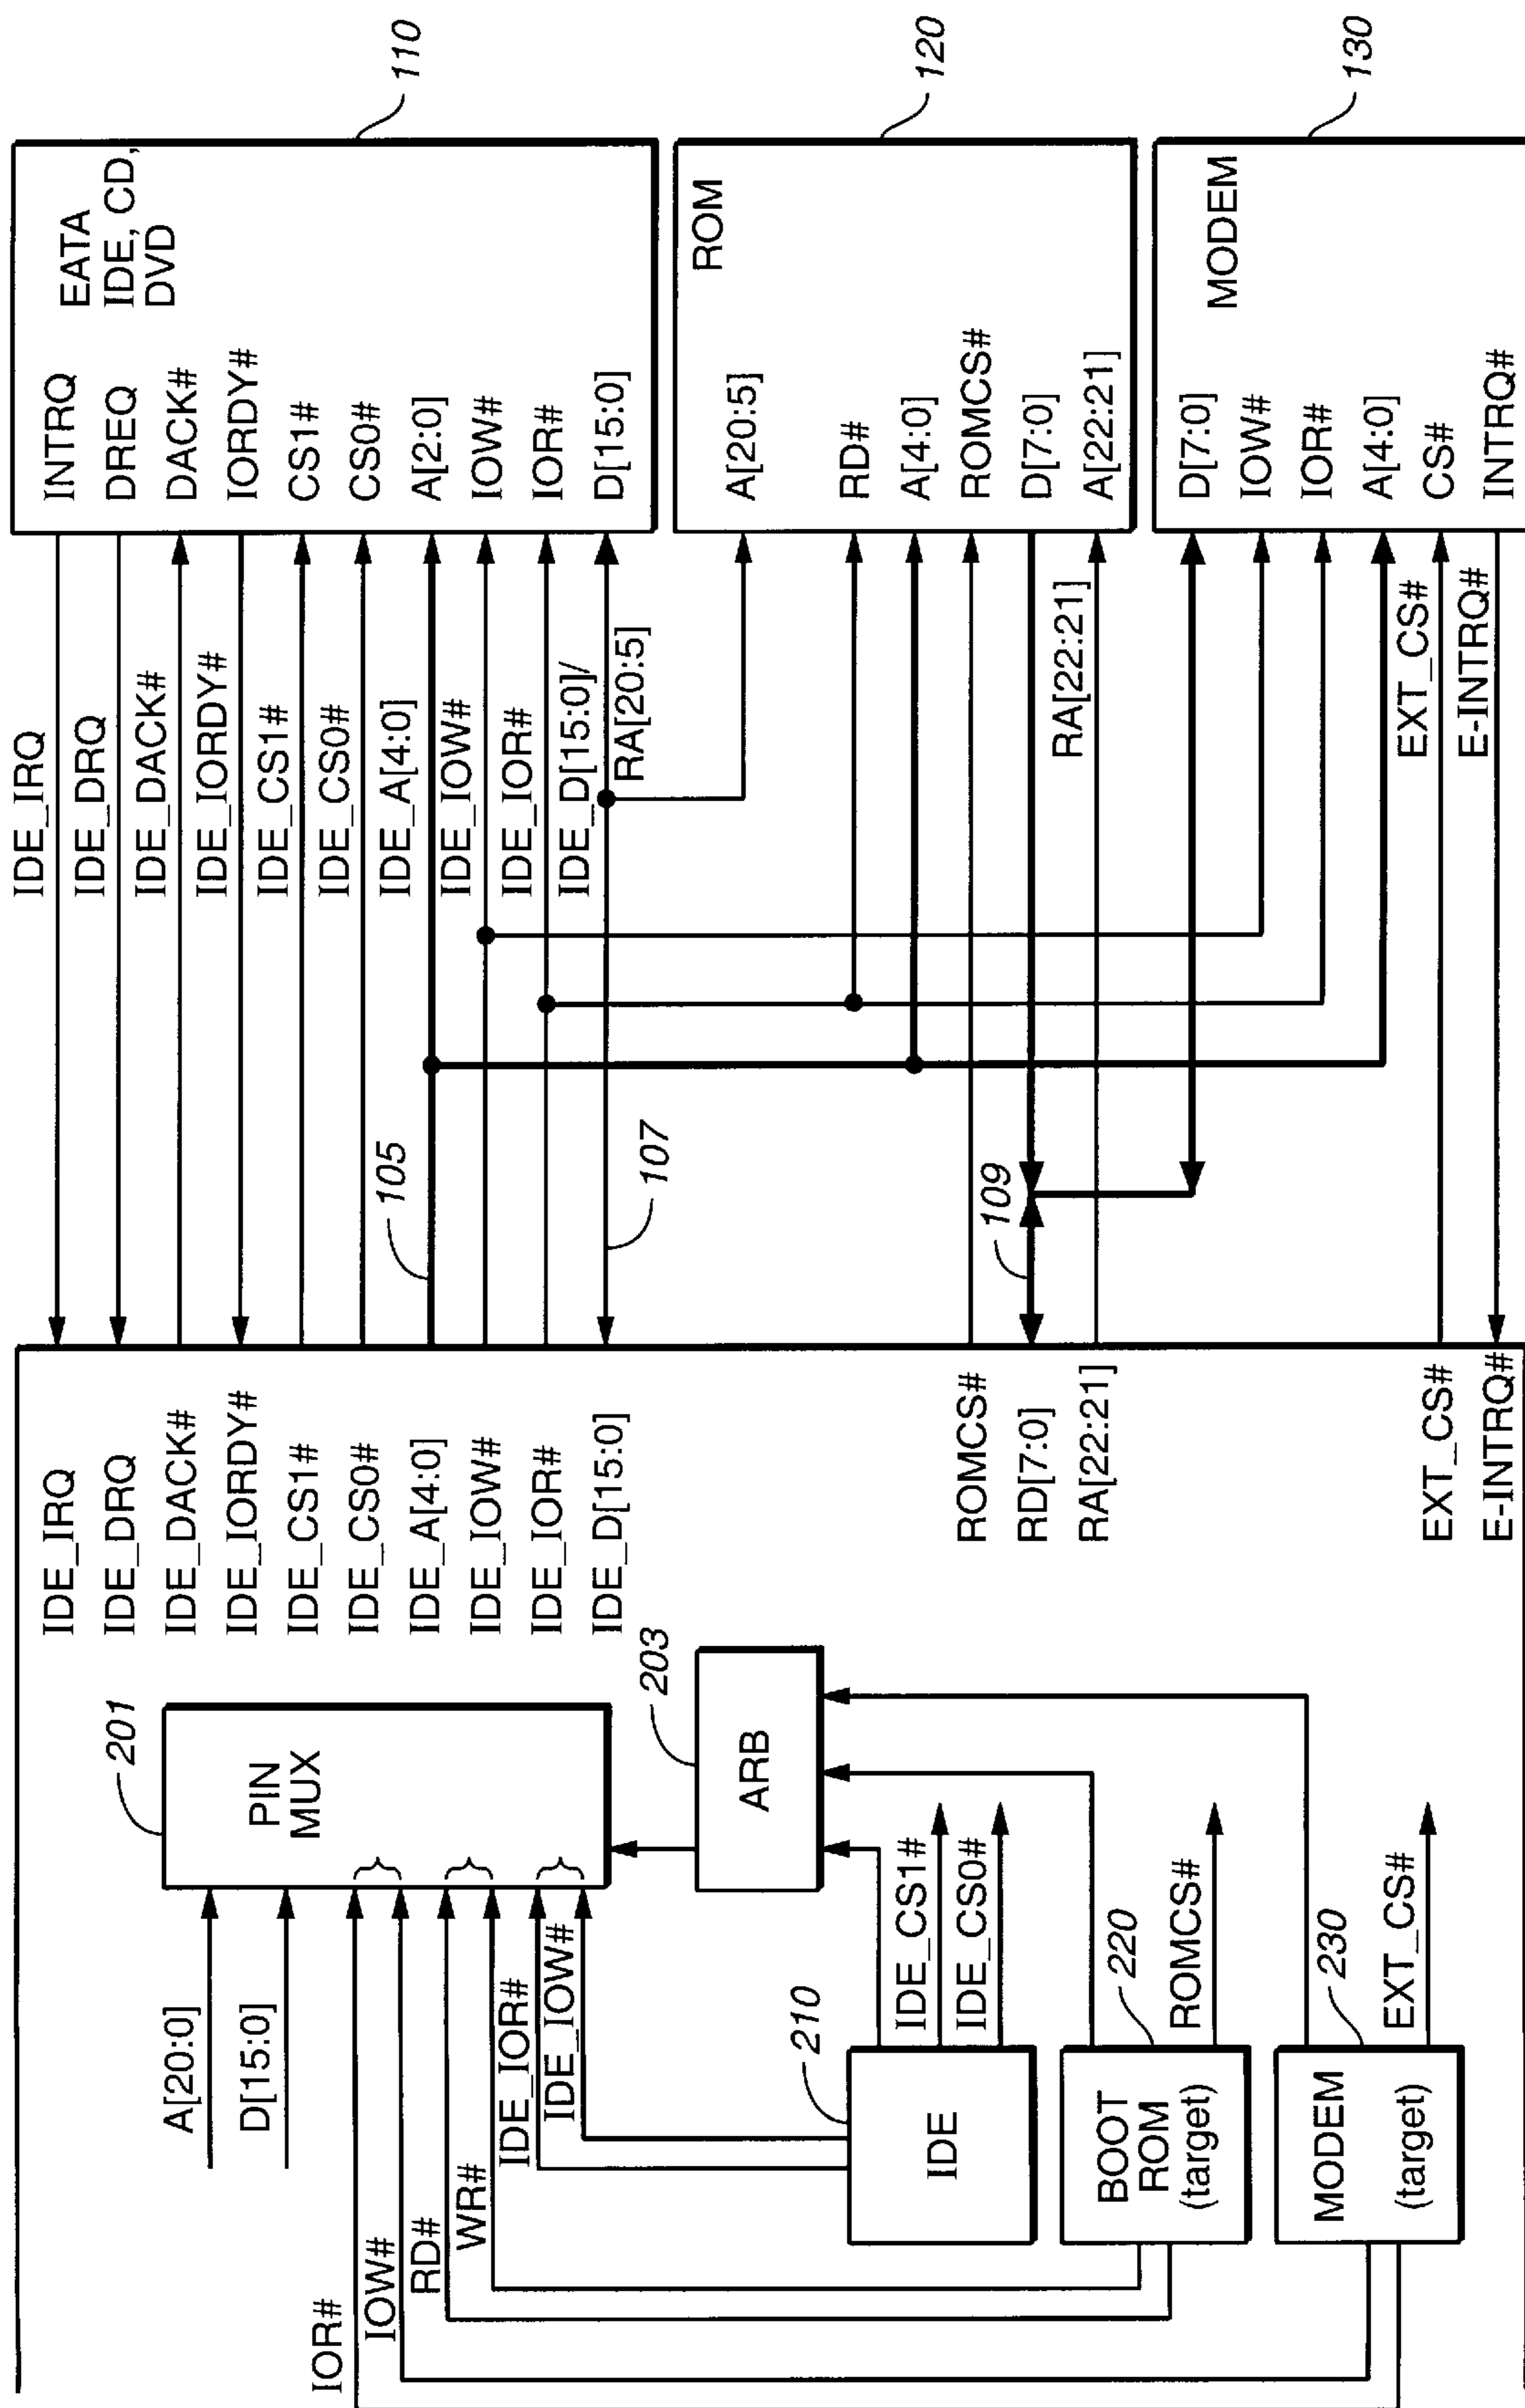 A[20:0]
D[15:0]
IOR#
IOW#
RD#
WR#
IDE_IOR#
IDE_IOW#
201
PIN
MUX
203
ARB
210
IDE
IDE_CS1#
IDE_CS0#
220
BOOT
ROM
(target)
ROMCS#
230
MODEM
(target)
EXT_CS#
IDE_IRQ
IDE_DRQ
IDE_DACK#
IDE_IORDY#
IDE_CS1#
IDE_CS0#
IDE_A[4:0]
IDE_IOW#
IDE_IOR#
IDE_D[15:0]
ROMCS#
RD[7:0]
RA[22:21]
EXT_CS#
E-INTRQ#
105
107
109
IDE_IRQ
IDE_DRQ
IDE_DACK#
IDE_IORDY#
IDE_CS1#
IDE_CS0#
IDE_A[4:0]
IDE_IOW#
IDE_IOR#
IDE_D[15:0]/
RA[20:5]
RA[22:21]
EXT_CS#
E-INTRQ#
110
EATA
IDE, CD,
DVD
INTRQ
DREQ
DACK#
IORDY#
CS1#
CS0#
A[2:0]
IOW#
IOR#
D[15:0]
120
ROM
A[20:5]
RD#
A[4:0]
ROMCS#
D[7:0]
A[22:21]
130
MODEM
D[7:0]
IOW#
IOR#
A[4:0]
CS#
INTRQ#